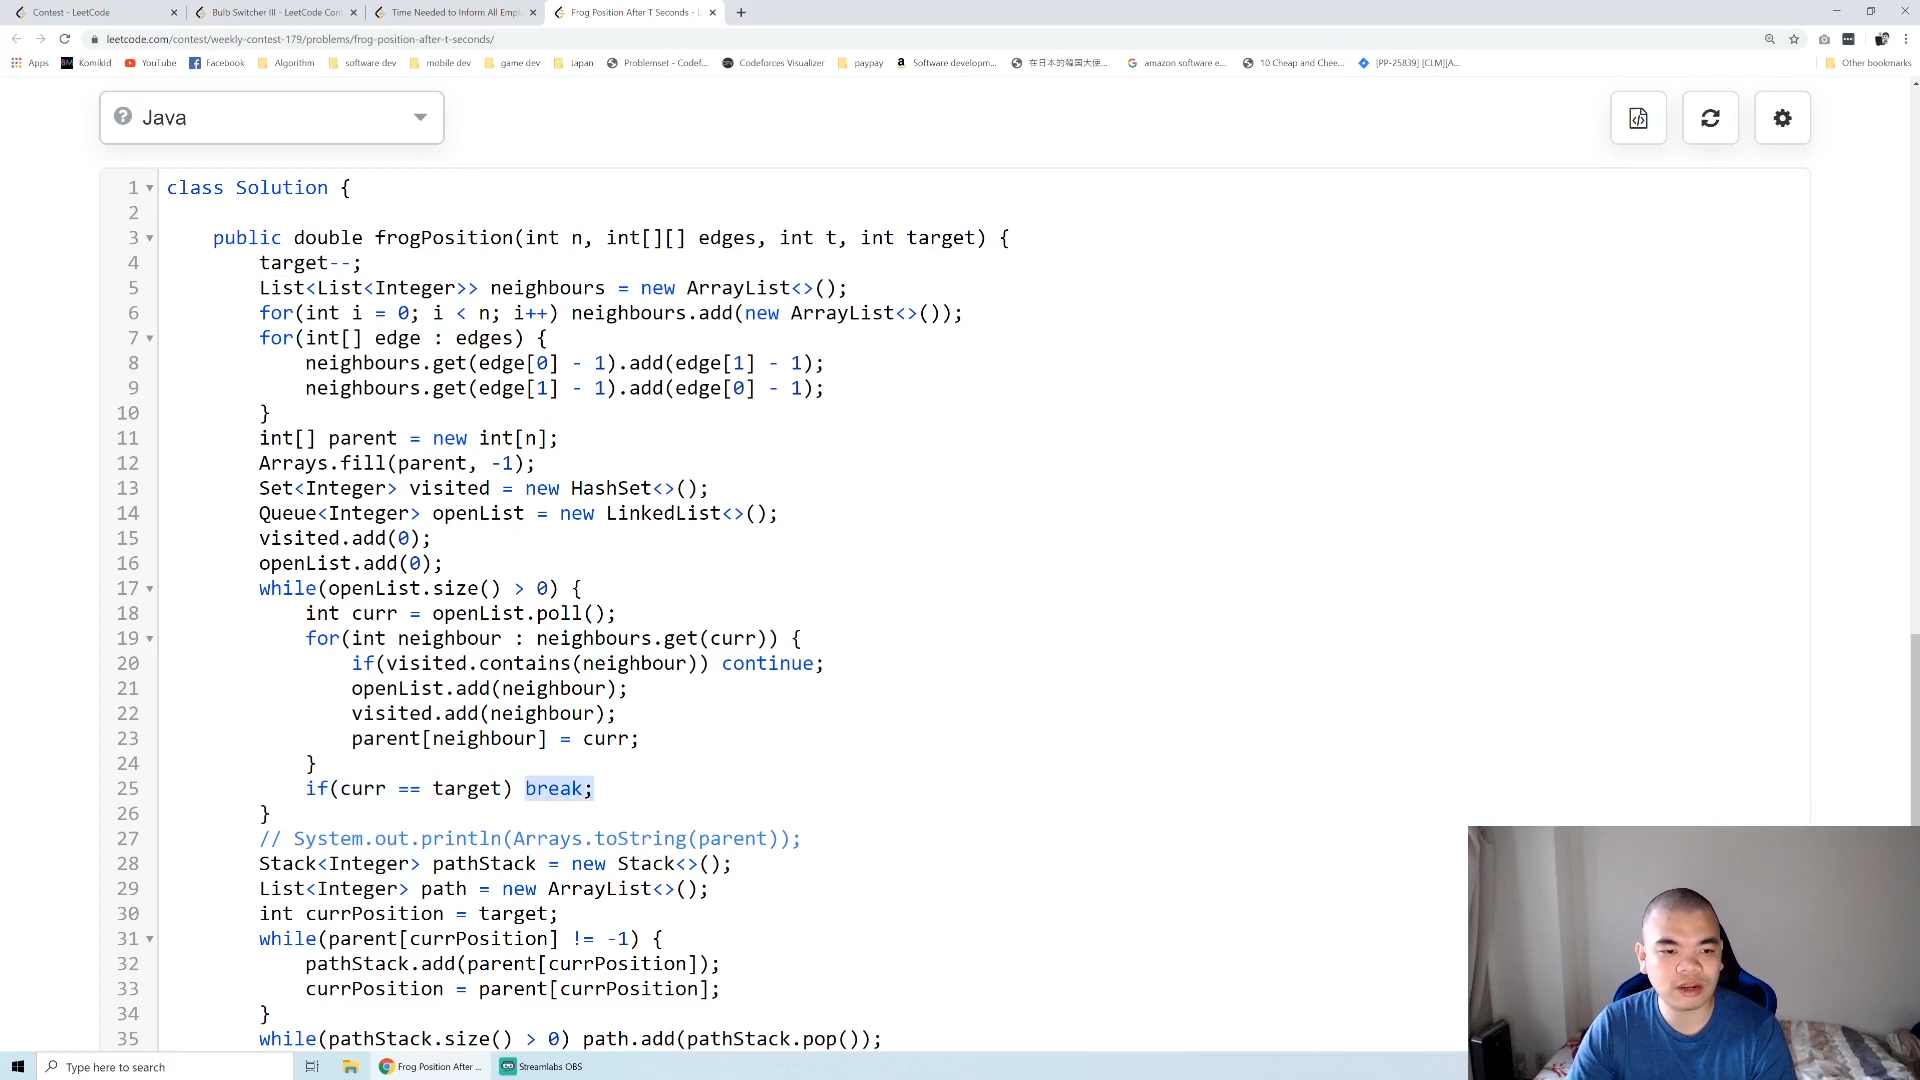 Contest - LeetCode
Bulb Switcher III - LeetCode Cont
Time Needed to Inform All Empl
Frog Position After T Seconds - L
leetcode.com/contest/weekly-contest-179/problems/frog-position-after-t-seconds/
Apps
KomikId
YouTube
Facebook
Algorithm
software dev
mobile dev
game dev
Japan
Problemset - Codef...
Codeforces Visualizer
paypay
Software developm...
在日本的韓国大使...
amazon software e...
10 Cheap and Chee...
[PP-25839] [CLM][A...
Other bookmarks
Java
1 class Solution {
2
3 public double frogPosition(int n, int[][] edges, int t, int target) {
4 target--;
5 List<List<Integer>> neighbours = new ArrayList<>();
6 for(int i = 0; i < n; i++) neighbours.add(new ArrayList<>());
7 for(int[] edge : edges) {
8 neighbours.get(edge[0] - 1).add(edge[1] - 1);
9 neighbours.get(edge[1] - 1).add(edge[0] - 1);
10 }
11 int[] parent = new int[n];
12 Arrays.fill(parent, -1);
13 Set<Integer> visited = new HashSet<>();
14 Queue<Integer> openList = new LinkedList<>();
15 visited.add(0);
16 openList.add(0);
17 while(openList.size() > 0) {
18 int curr = openList.poll();
19 for(int neighbour : neighbours.get(curr)) {
20 if(visited.contains(neighbour)) continue;
21 openList.add(neighbour);
22 visited.add(neighbour);
23 parent[neighbour] = curr;
24 }
25 if(curr == target) break;
26 }
27 // System.out.println(Arrays.toString(parent));
28 Stack<Integer> pathStack = new Stack<>();
29 List<Integer> path = new ArrayList<>();
30 int currPosition = target;
31 while(parent[currPosition] != -1) {
32 pathStack.add(parent[currPosition]);
33 currPosition = parent[currPosition];
34 }
35 while(pathStack.size() > 0) path.add(pathStack.pop());
Type here to search
Frog Position After ...
Streamlabs OBS